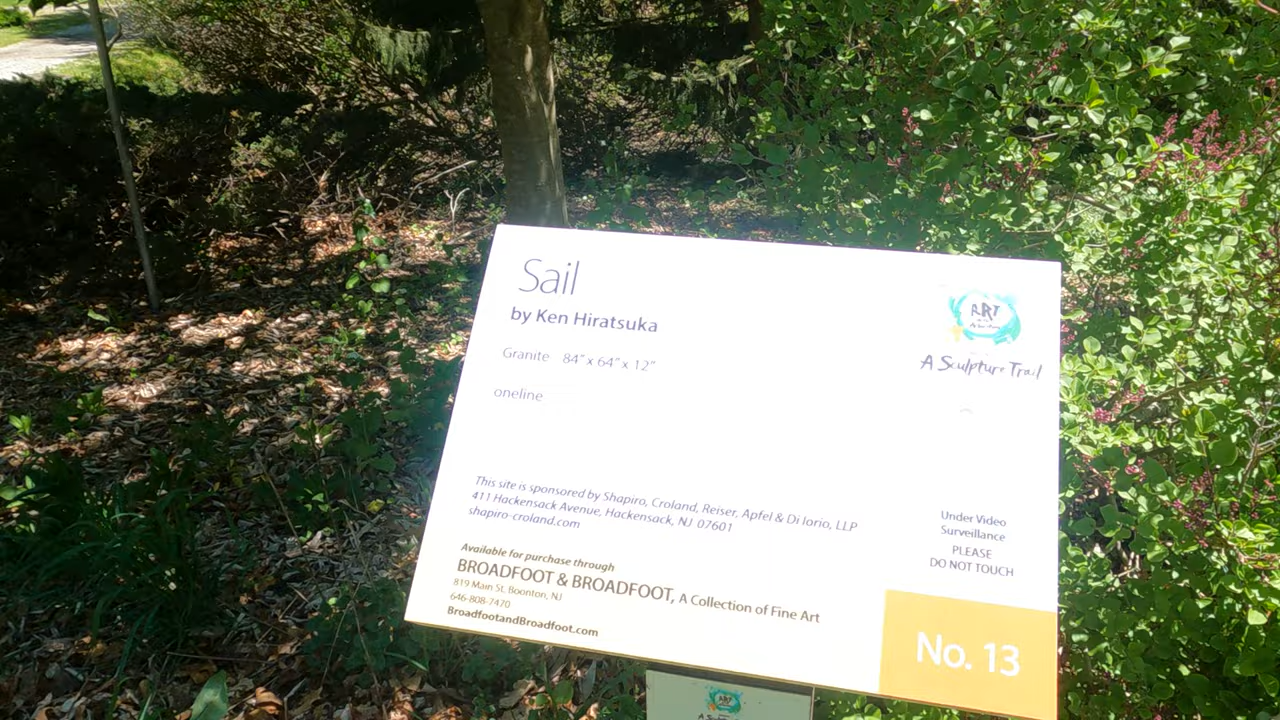 Sail
by Ken Hiratsuka
Granite 84" x 64" x 12"
oneline
ART
A Sculpture Trail
This site is sponsored by Shapiro, Croland, Reiser, Apfel & Di Iorio, LLP
411 Hackensack Avenue, Hackensack, NJ 07601
shapiro-croland.com
Available for purchase through
BROADFOOT & BROADFOOT, A Collection of Fine Art
819 Main St. Boonton, NJ
646-808-7470
BroadfootandBroadfoot.com
Under Video
Surveillance
PLEASE
DO NOT TOUCH
No. 13
ART